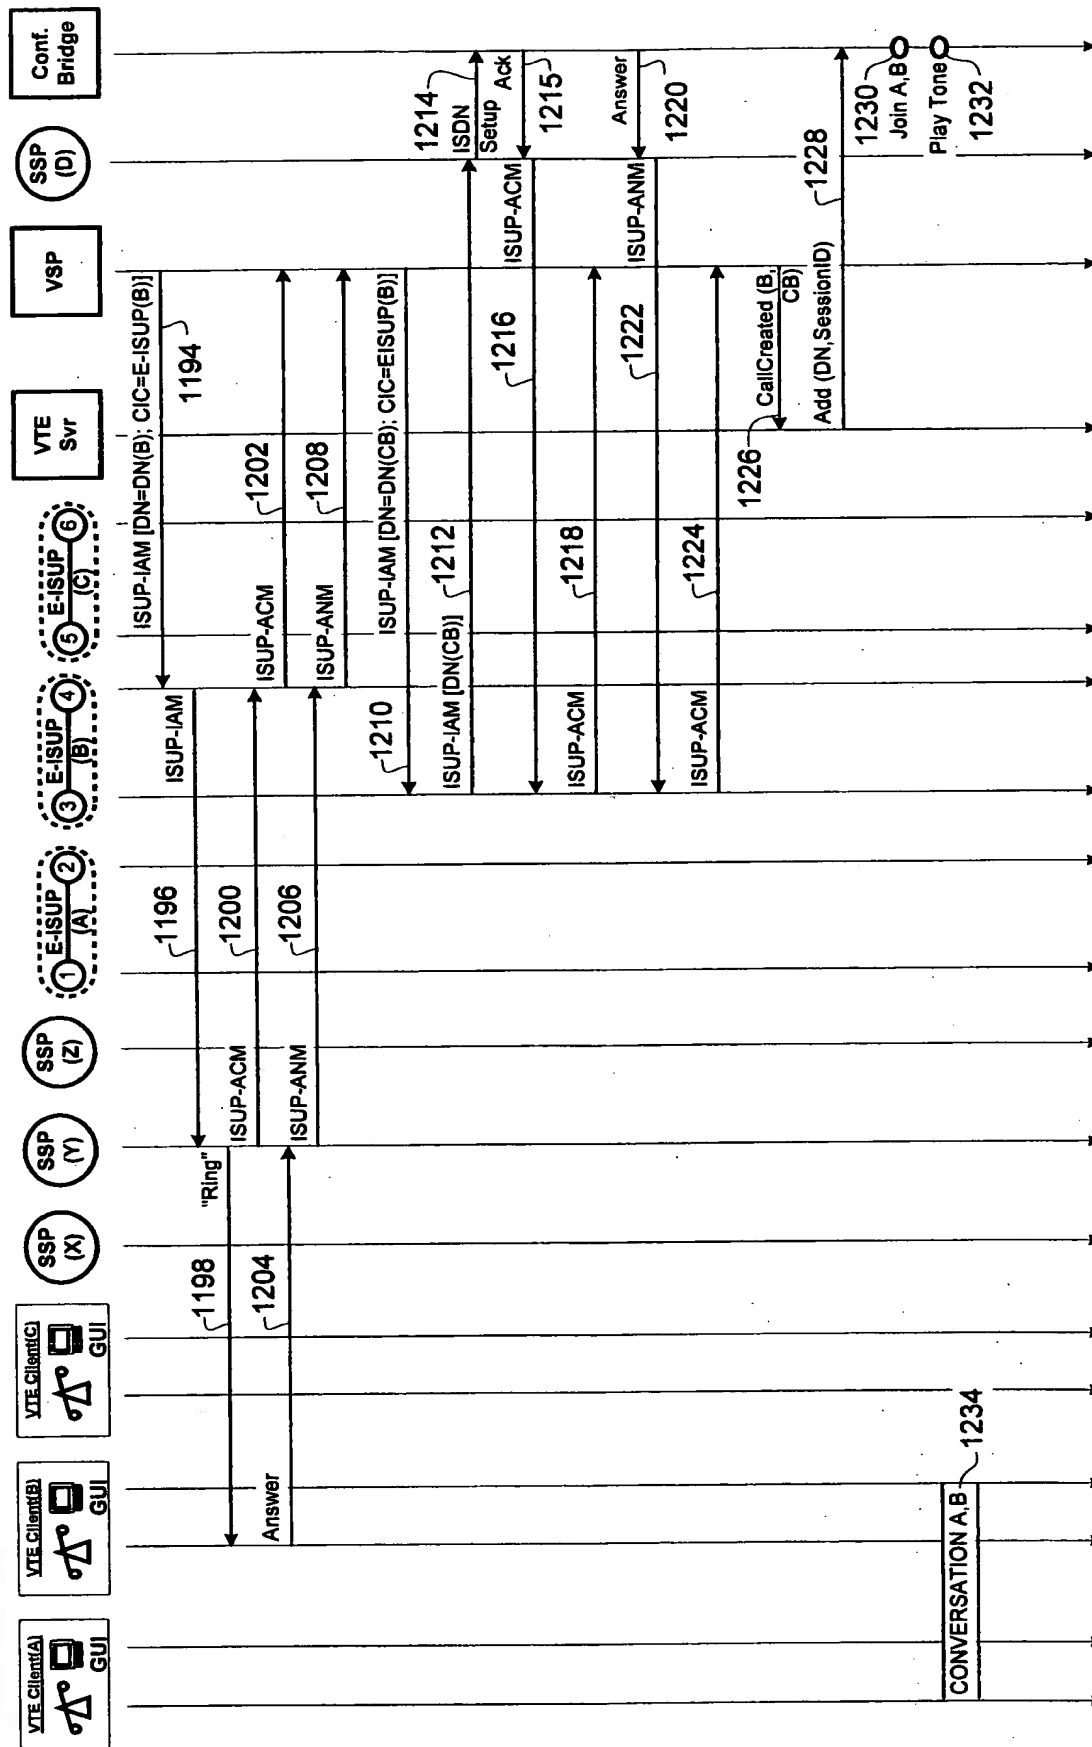 VTE Client(A)
GUI
VTE Client(B)
GUI
VTE Client(C)
GUI
SSP
(X)
SSP
(Y)
SSP
(Z)
1
E-ISUP
(A)
2
3
E-ISUP
(B)
4
5
E-ISUP
(C)
6
VTE
Svr
VSP
SSP
(D)
Conf.
Bridge
ISUP-IAM [DN=DN(B); CIC=E-ISUP(B)]
1194
ISUP-IAM
1196
"Ring"
1198
ISUP-ACM
1200
ISUP-ACM
1202
Answer
1204
ISUP-ANM
1206
ISUP-ANM
1208
ISUP-IAM [DN=DN(CB); CIC=EISUP(B)]
1210
ISUP-IAM [DN(CB)]
1212
1214
ISDN
Setup
Ack
1215
ISUP-ACM
1216
ISUP-ACM
1218
Answer
1220
ISUP-ANM
1222
ISUP-ACM
1224
CallCreated (B,
CB)
1226
Add (DN,SessionID)
1228
1230
Join A,B
Play Tone
1232
CONVERSATION A,B
1234